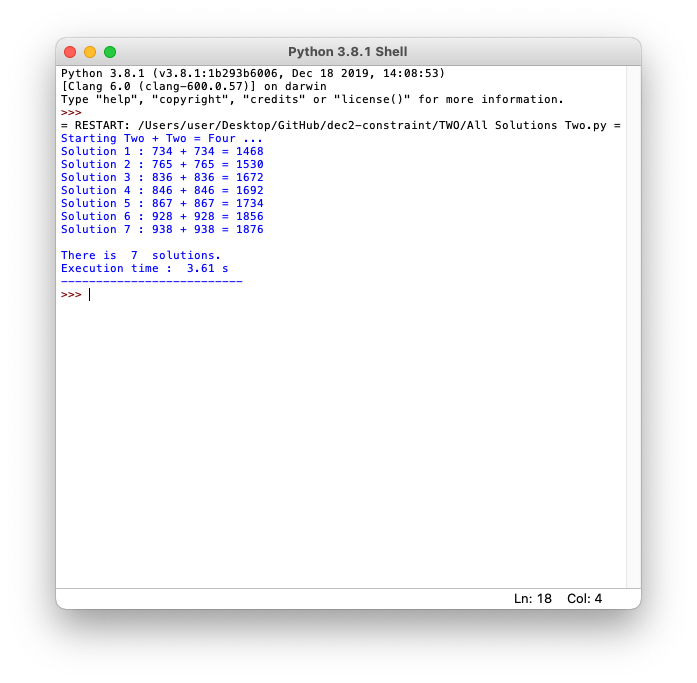 Python 3.8.1 Shell
Python 3.8.1 (v3.8.1:1b293b6006, Dec 18 2019, 14:08:53)
[Clang 6.0 (clang-600.0.57)] on darwin
Type "help", "copyright", "credits" or "license()" for more information.
>>>
= RESTART: /Users/user/Desktop/GitHub/dec2-constraint/TWO/All Solutions Two.py =
Starting Two + Two = Four ...
Solution 1 : 734 + 734 = 1468
Solution 2 : 765 + 765 = 1530
Solution 3 : 836 + 836 = 1672
Solution 4 : 846 + 846 = 1692
Solution 5 : 867 + 867 = 1734
Solution 6 : 928 + 928 = 1856
Solution 7 : 938 + 938 = 1876
There is  7  solutions.
Execution time :  3.61 s
--------------------------
>>>
Ln: 18 Col: 4